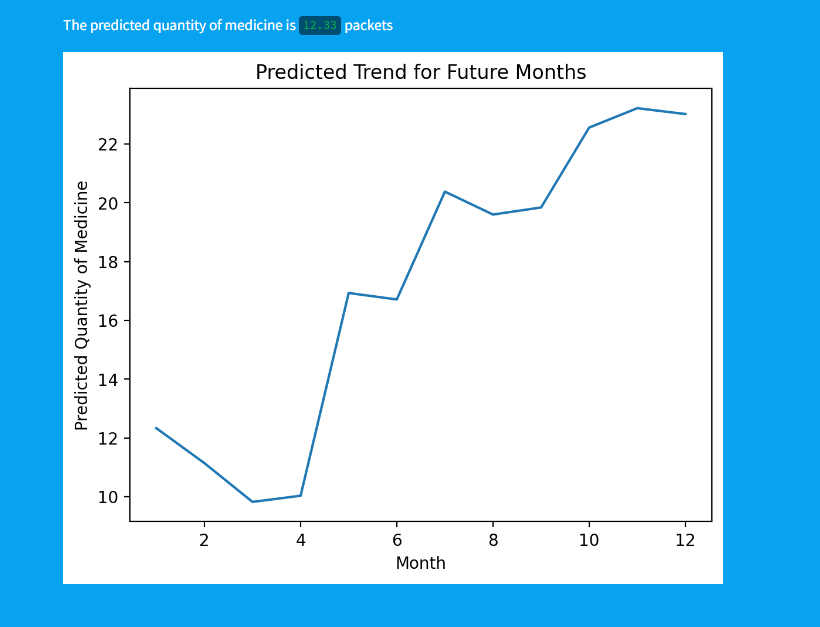 The predicted quantity of medicine is 12.33 packets
Predicted Trend for Future Months
Predicted Quantity of Medicine
22
20
18
16
14
12
10
2 4 6 8 10 12
Month